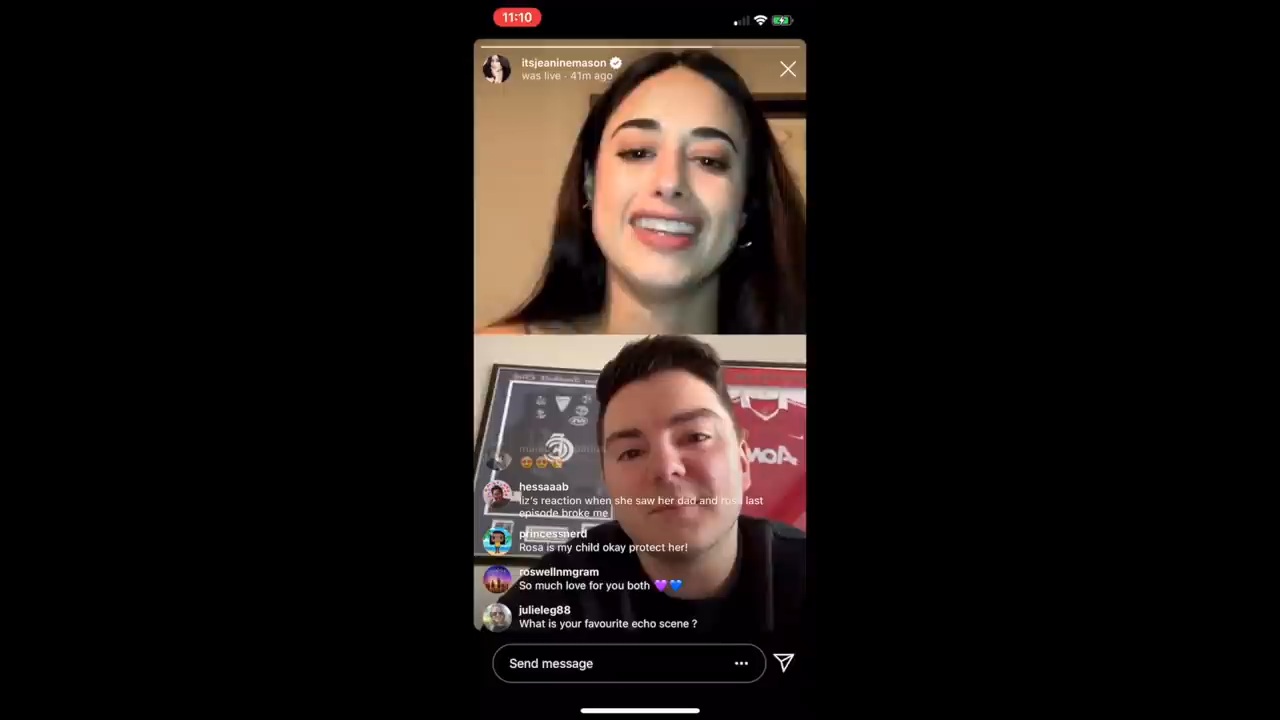 11:10
itsjeaninemason
was live · 41m ago
hessaaab
liz's reaction when she saw her dad and rosa last
episode broke me
princessnerd
Rosa is my child okay protect her!
roswellnmgram
So much love for you both 💜💙
julieleg88
What is your favourite echo scene ?
Send message